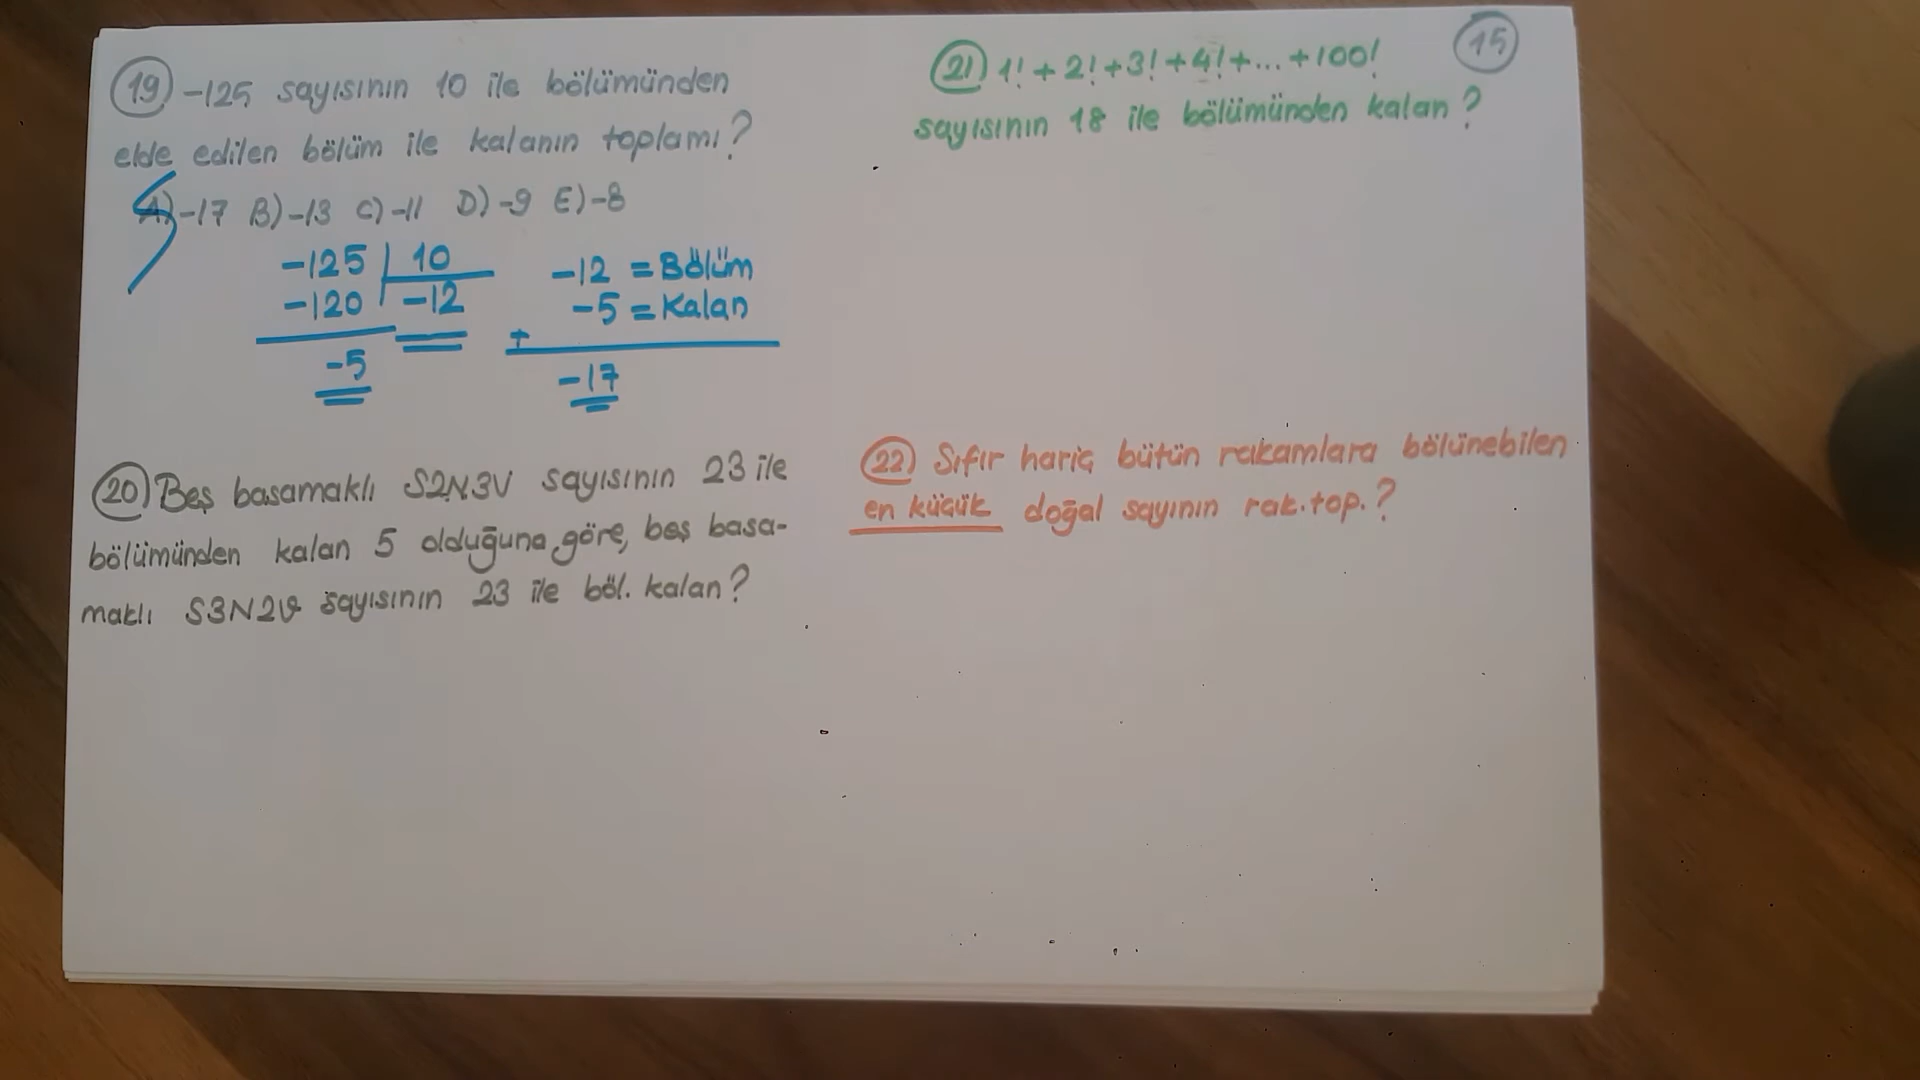 19) -125 sayısının 10 ile bölümünden
elde edilen bölüm ile kalanın toplamı?
A) -17 B) -13 C) -11 D) -9 E) -8
-125 | 10
-120 | -12
-5
-12 = Bölüm
-5 = Kalan
+
-17
20) Beş basamaklı S2N3V sayısının 23 ile
bölümünden kalan 5 olduğuna göre, beş basa-
maklı S3N2V sayısının 23 ile böl. kalan?
15
21) 1! + 2! + 3! + 4! + ... + 100!
sayısının 18 ile bölümünden kalan?
22) Sıfır hariç bütün rakamlara bölünebilen
en küçük doğal sayının rak. top.?